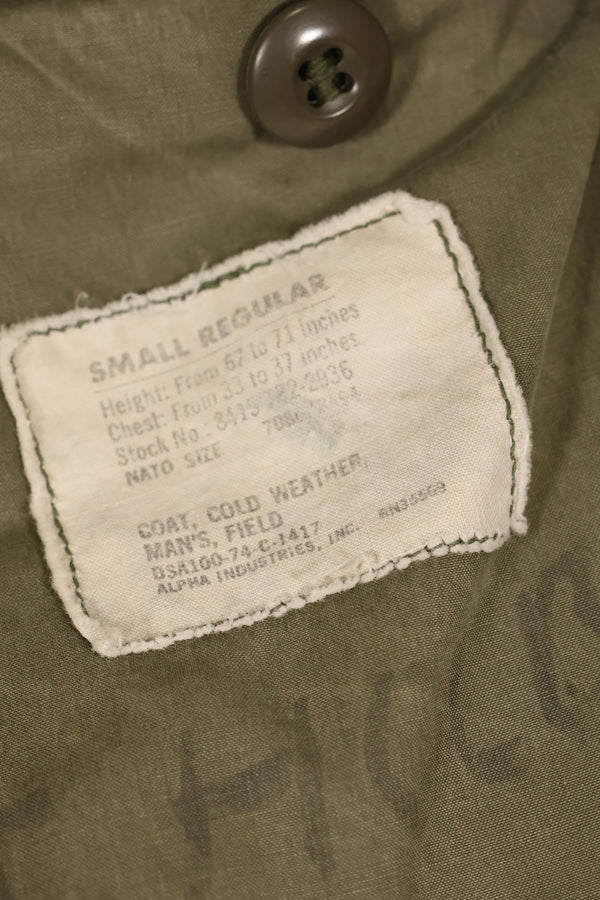 SMALL REGULAR
Height: From 67 to 71 inches
Chest: From 33 to 37 inches
Stock No.: 8415-782-2936
NATO SIZE
COAT, COLD WEATHER,
MAN'S, FIELD
DSA100-74-C-1417
ALPHA INDUSTRIES, INC. RN35569